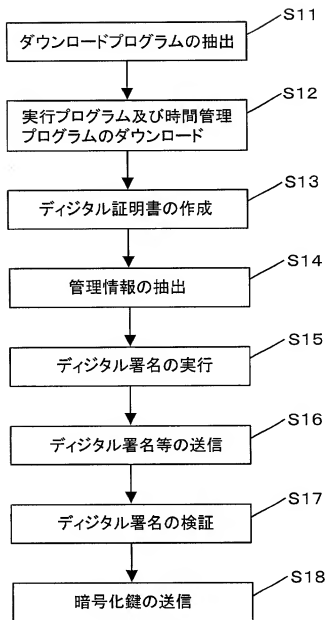 S11
ダウンロードプログラムの抽出
S12
実行プログラム及び時間管理
プログラムのダウンロード
S13
ディジタル証明書の作成
S14
管理情報の抽出
S15
ディジタル署名の実行
S16
ディジタル署名等の送信
S17
ディジタル署名の検証
S18
暗号化鍵の送信